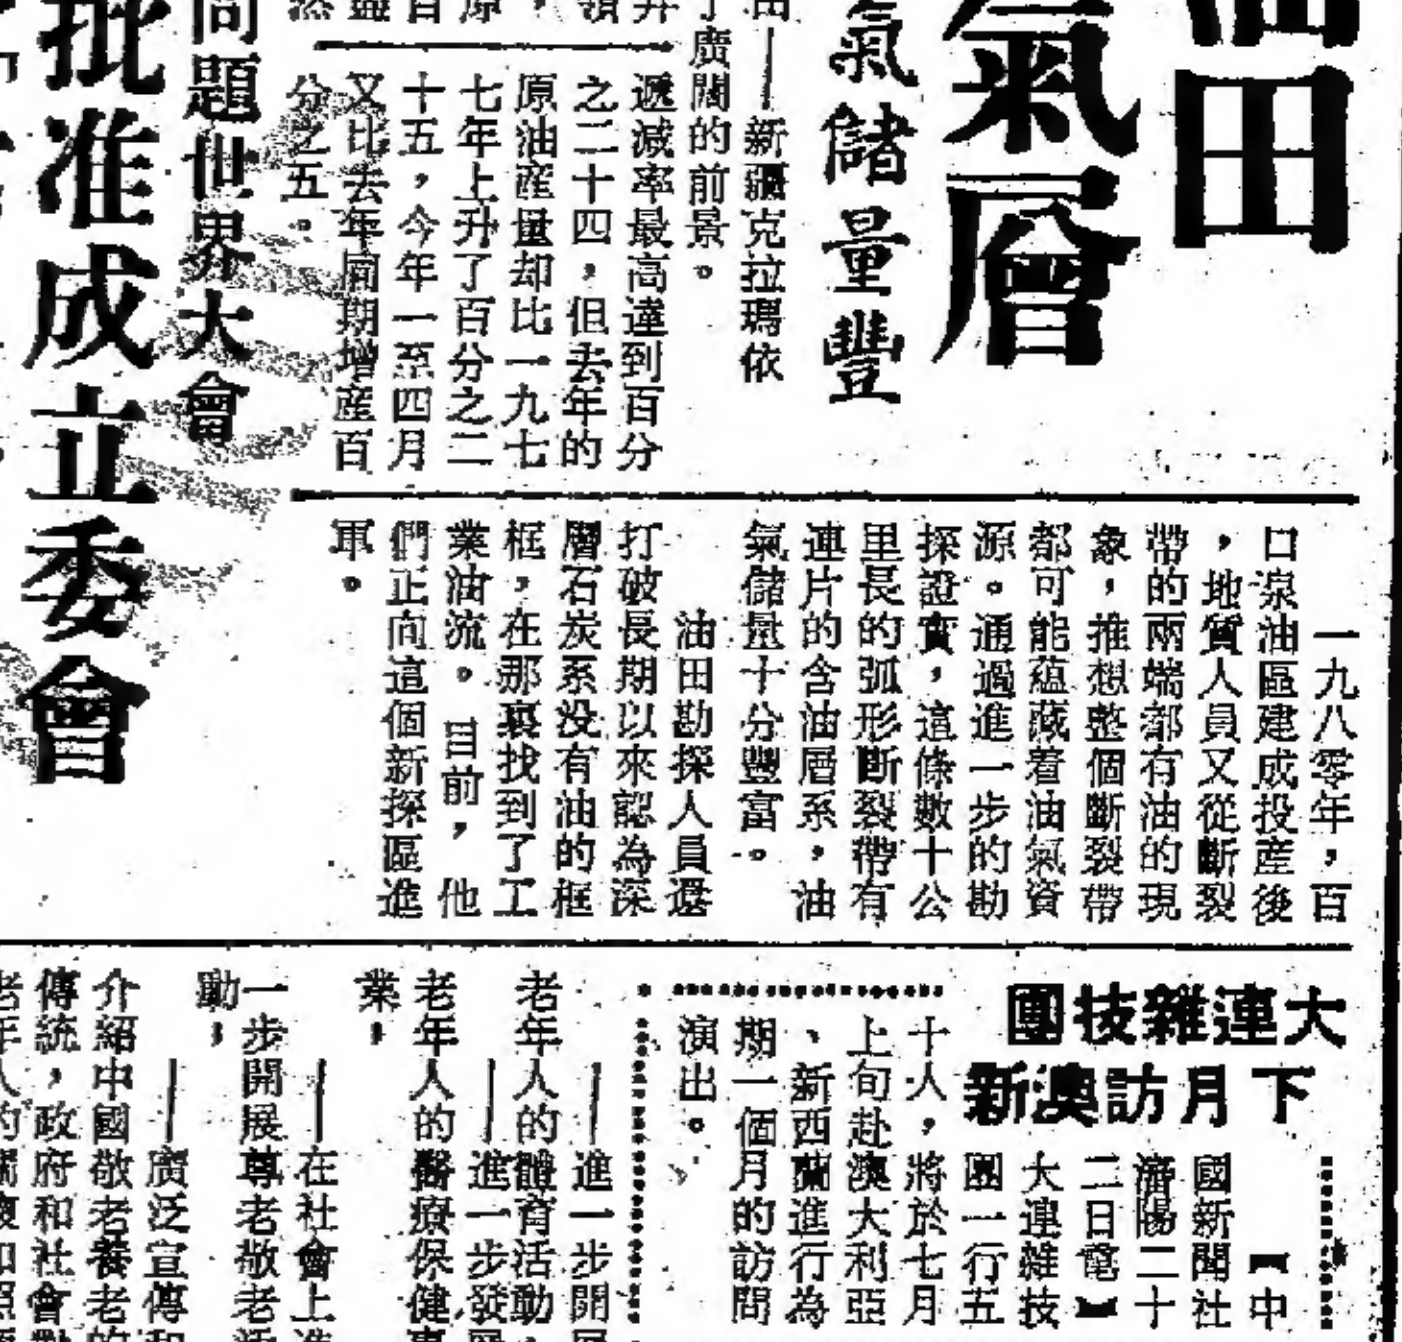 油田
氣層
氣儲量豐
田——新疆克拉瑪依
了廣闊的前景。
遞減率最高達到百分
之二十四，但去年的
原油產量却比一九七
七年上升了百分之二
十五，今年一至四月
又比去年同期增產百
分之五。
一九八零年，百
口泉油區建成投產後
，地質人員又從斷裂
帶的兩端都有油的現
象，推想整個斷裂帶
都可能蘊藏着油氣資
源。通過進一步的勘
探證實，這條數十公
里長的弧形斷裂帶有
連片的含油層系，油
氣儲量十分豐富。
油田勘探人員還
打破長期以來認為深
層石炭系没有油的框
框，在那裏找到了工
業油流。目前，他
們正向這個新探區進
軍。
問題世界大會
批准成立委會
大連雜技團
下月訪澳新
【中
國新聞社
瀋陽二十
二日電】
大連雜技
團一行五
十人，將於七月
上旬赴澳大利亞
、新西蘭進行為
期一個月的訪問
演出。
——進一步開展
老年人的體育活動，
——進一步發展
老年人的醫療保健事
業，
——在社會上進
一步開展尊老敬老活
動，
——廣泛宣傳和
介紹中國敬老養老的
傳統，政府和社會對